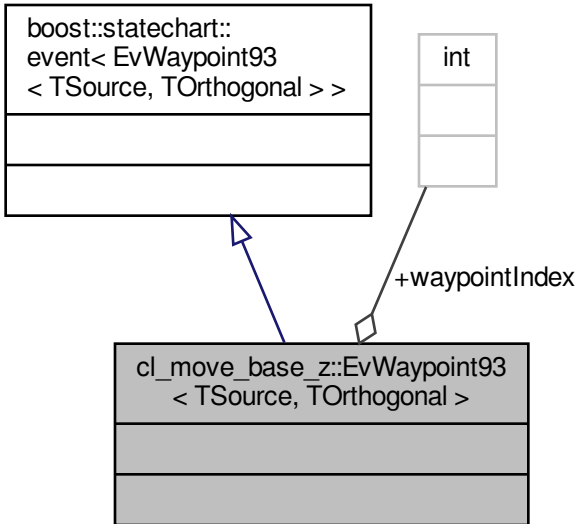 boost::statechart::
event< EvWaypoint93
< TSource, TOrthogonal > >
int
+waypointIndex
cl_move_base_z::EvWaypoint93
< TSource, TOrthogonal >